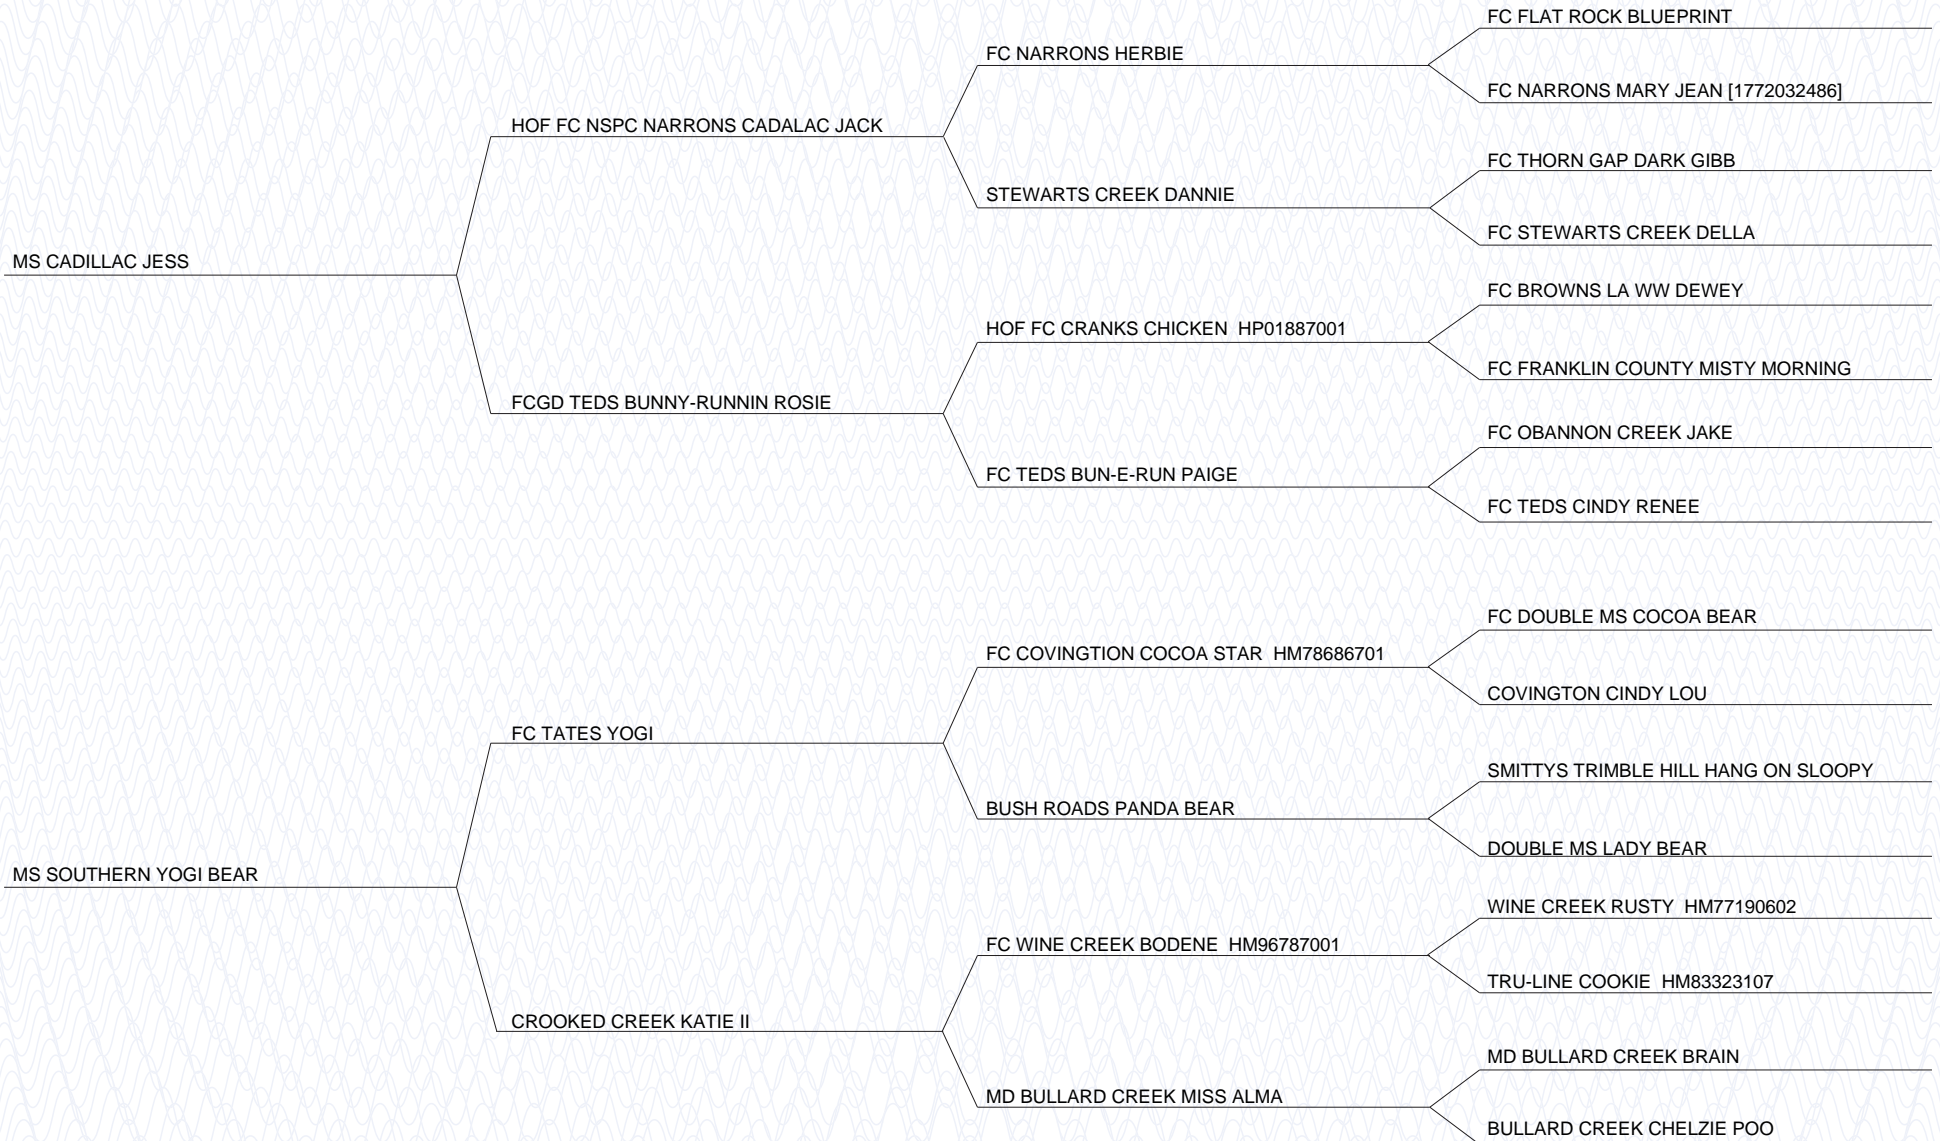 FC FLAT ROCK BLUEPRINT
FC NARRONS HERBIE
FC NARRONS MARY JEAN [1772032486]
HOF FC NSPC NARRONS CADALAC JACK
FC THORN GAP DARK GIBB
STEWARTS CREEK DANNIE
FC STEWARTS CREEK DELLA
MS CADILLAC JESS
FC BROWNS LA WW DEWEY
HOF FC CRANKS CHICKEN HP01887001
FC FRANKLIN COUNTY MISTY MORNING
FCGD TEDS BUNNY-RUNNIN ROSIE
FC OBANNON CREEK JAKE
FC TEDS BUN-E-RUN PAIGE
FC TEDS CINDY RENEE
FC DOUBLE MS COCOA BEAR
FC COVINGTION COCOA STAR HM78686701
COVINGTON CINDY LOU
FC TATES YOGI
SMITTYS TRIMBLE HILL HANG ON SLOOPY
BUSH ROADS PANDA BEAR
DOUBLE MS LADY BEAR
MS SOUTHERN YOGI BEAR
WINE CREEK RUSTY HM77190602
FC WINE CREEK BODENE HM96787001
TRU-LINE COOKIE HM83323107
CROOKED CREEK KATIE II
MD BULLARD CREEK BRAIN
MD BULLARD CREEK MISS ALMA
BULLARD CREEK CHELZIE POO